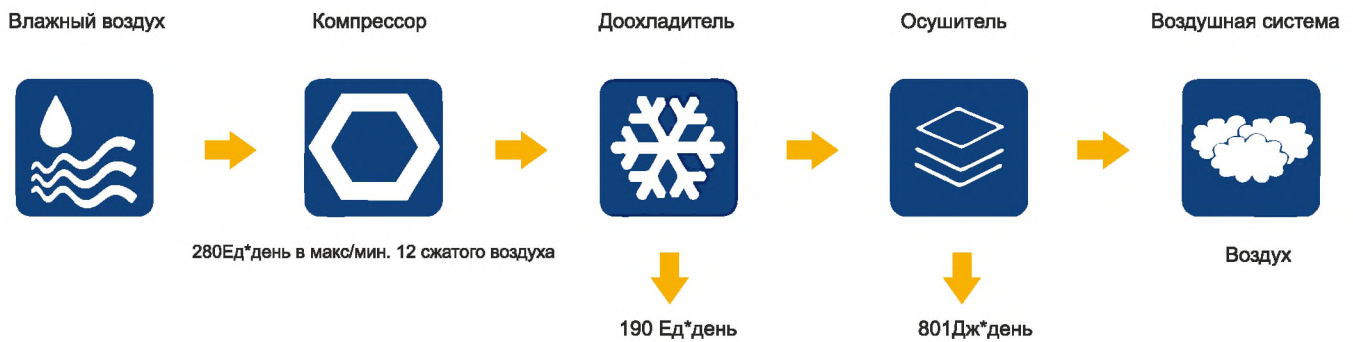 Влажный воздух
Компрессор
Доохладитель
Осушитель
Воздушная система
280Ед*день в макс/мин. 12 сжатого воздуха
Воздух
190 Ед*день
801Дж*день